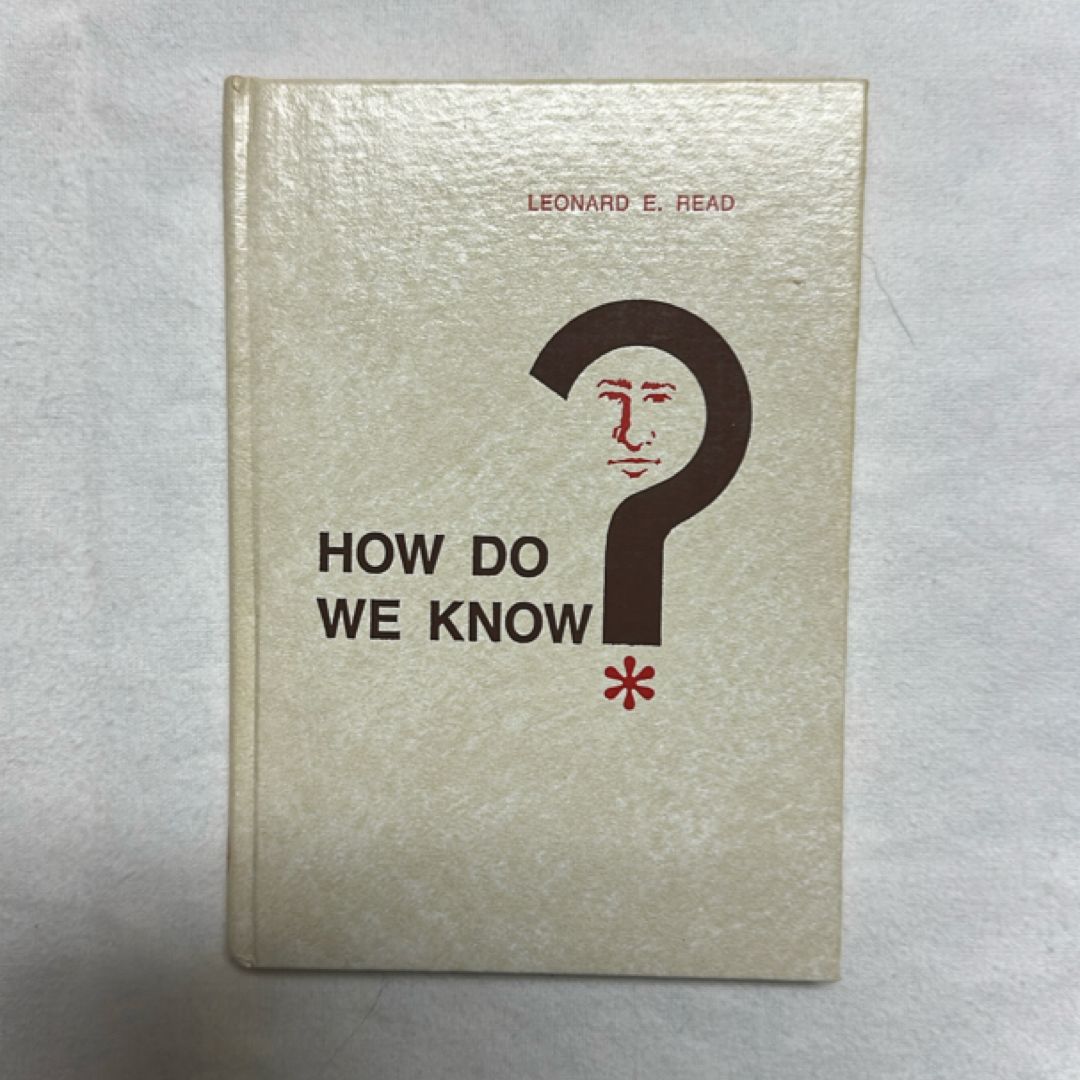 LEONARD E. READ
HOW DO
WE KNOW?
*